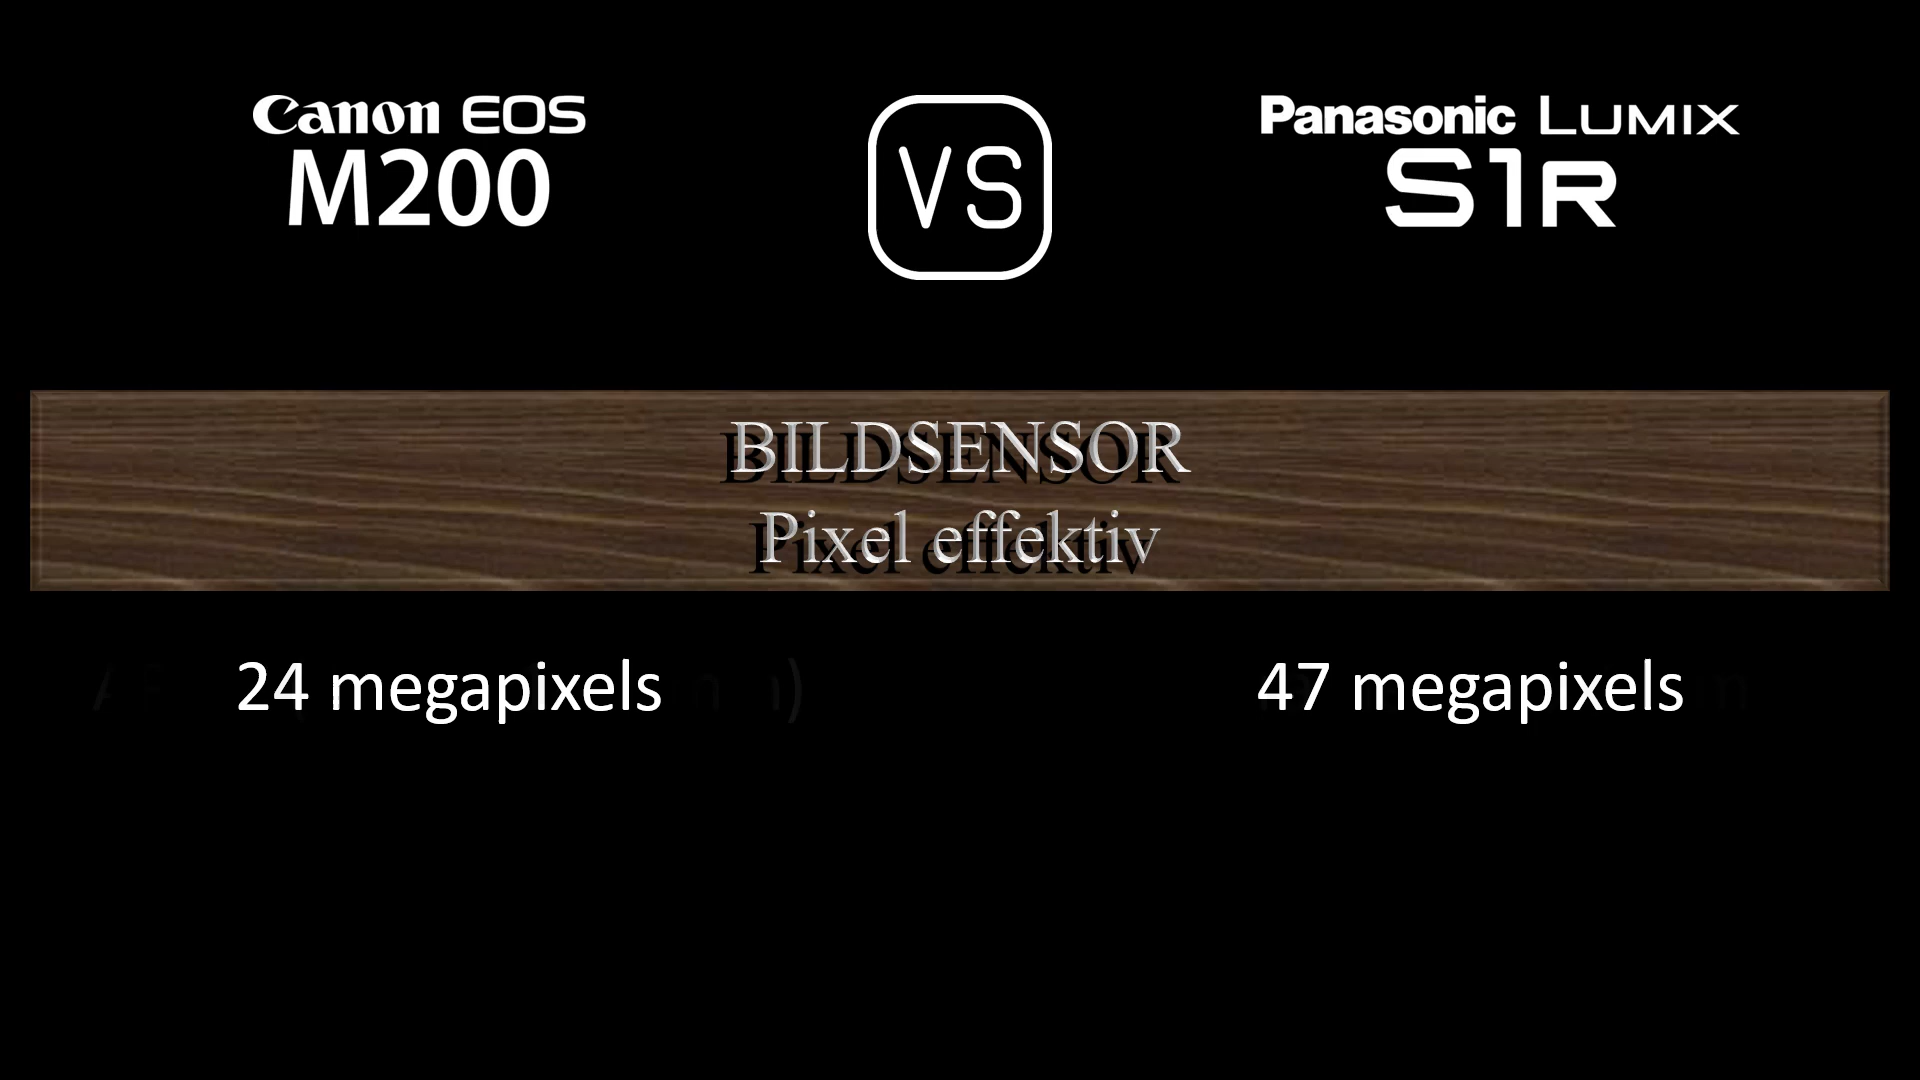 Canon EOS
M200
VS
Panasonic LUMIX
S1R
BILDSENSOR
Pixel effektiv
24 megapixels
47 megapixels